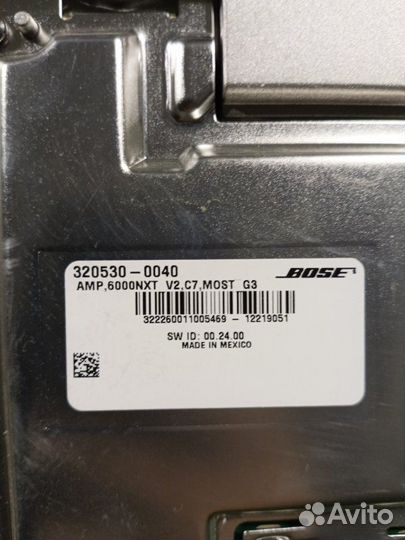 320530-0040
BOSE
AMP,6000NXT V2,C7,MOST G3
322260011005469 - 12219051
SW ID: 00.24.00
MADE IN MEXICO
Avito